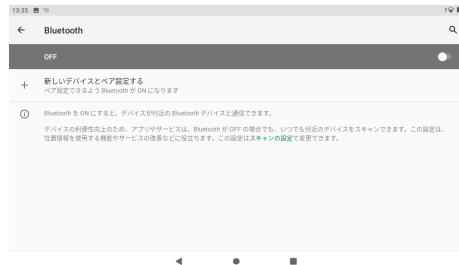 13:35
Bluetooth
OFF
新しいデバイスとペア設定する
ペア設定できるよう Bluetooth が ON になります
Bluetooth を ON にすると、デバイスが付近の Bluetooth デバイスと通信できます。
デバイスの利便性向上のため、アプリやサービスは、Bluetooth が OFF の場合でも、いつでも付近のデバイスをスキャンできます。この設定は、
位置情報を使用する機能やサービスの改善などに役立ちます。この設定はスキャンの設定で変更できます。